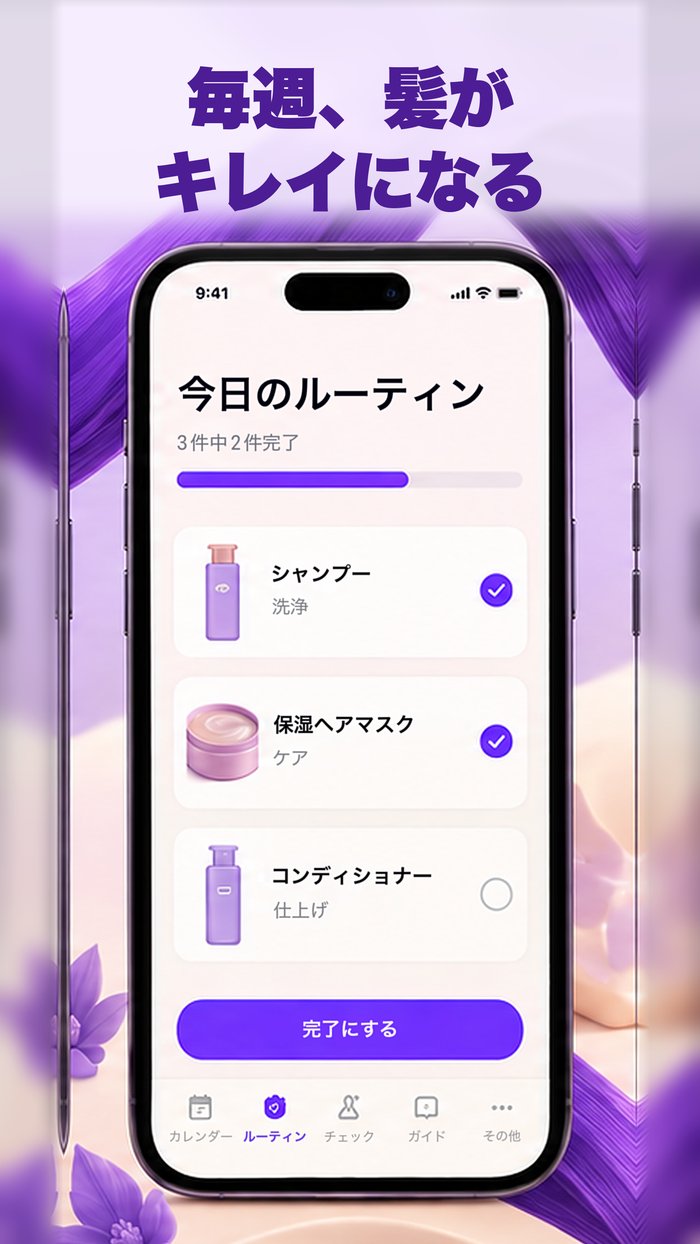 毎週、髪が
キレイになる
9:41
今日のルーティン
3件中2件完了
シャンプー
洗浄
保湿ヘアマスク
ケア
コンディショナー
仕上げ
完了にする
カレンダー
ルーティン
チェック
ガイド
その他